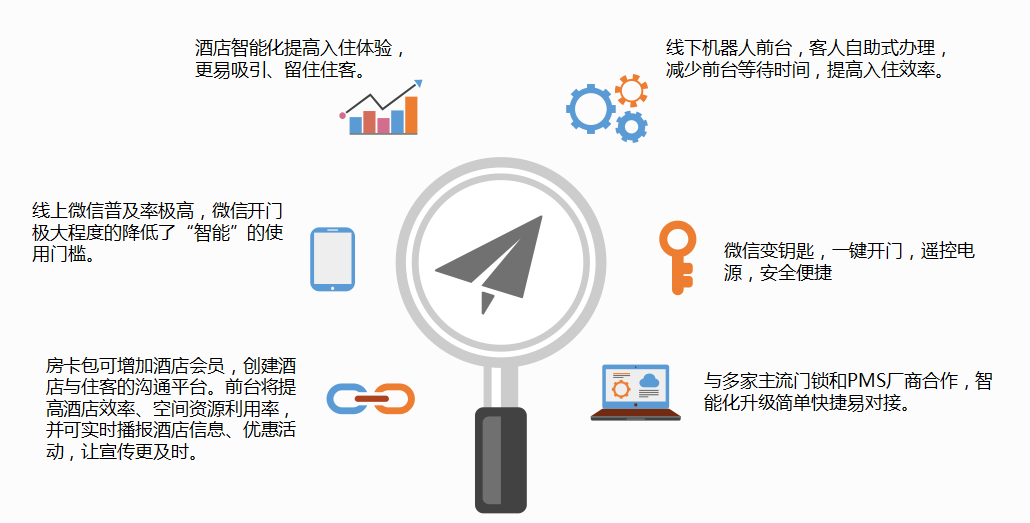 酒店智能化提高入住体验，
更易吸引、留住住客。
线下机器人前台，客人自助式办理，
减少前台等待时间，提高入住效率。
线上微信普及率极高，微信开门
极大程度的降低了“智能”的使
用门槛。
微信变钥匙，一键开门，遥控电
源，安全便捷
房卡包可增加酒店会员，创建酒
店与住客的沟通平台。前台将提
高酒店效率、空间资源利用率，
并可实时播报酒店信息、优惠活
动，让宣传更及时。
与多家主流门锁和PMS厂商合作，智
能化升级简单快捷易对接。